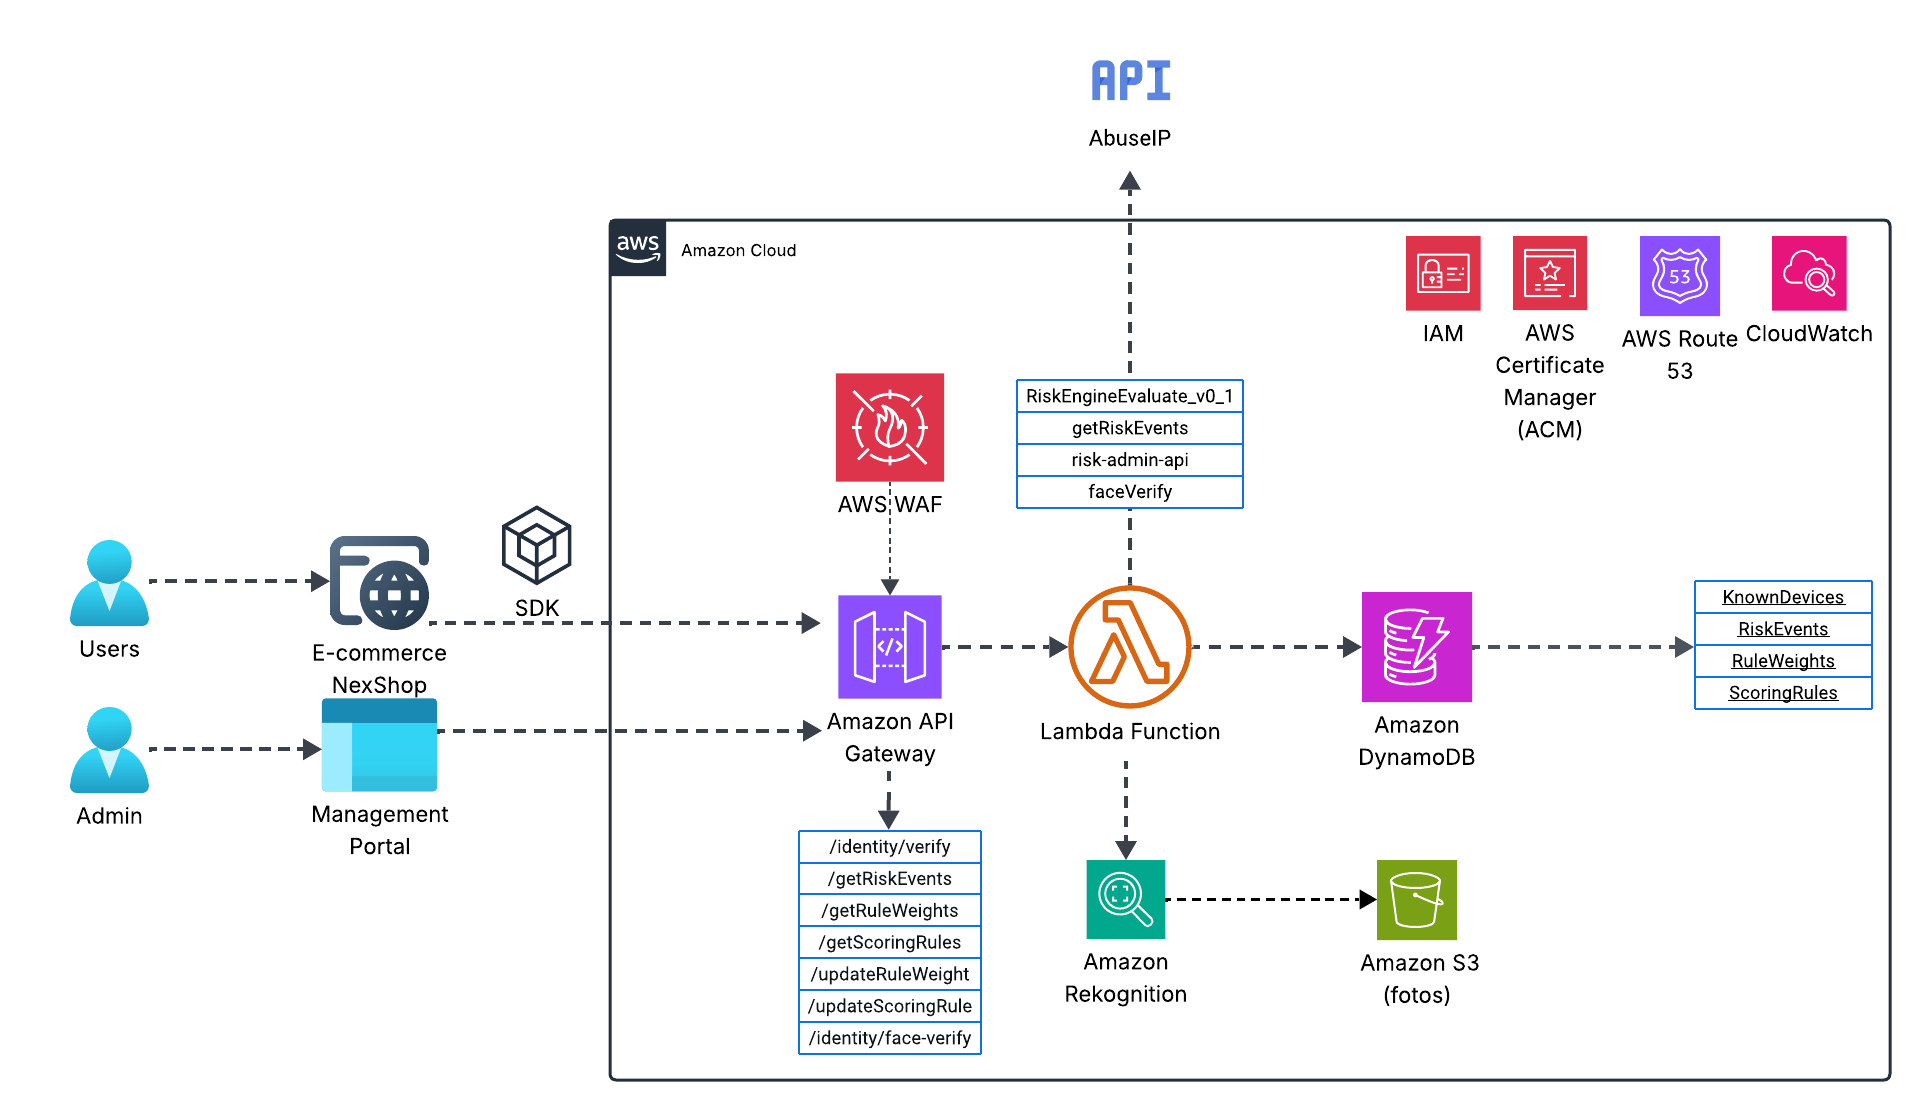 API
AbuseIP
aws
Amazon Cloud
IAM
AWS
Certificate
Manager
(ACM)
53
AWS Route
53
CloudWatch
RiskEngineEvaluate_v0_1
getRiskEvents
risk-admin-api
faceVerify
AWS WAF
SDK
Users
E-commerce
NexShop
</>
Amazon API
Gateway
Lambda Function
Amazon
DynamoDB
KnownDevices
RiskEvents
RuleWeights
ScoringRules
Admin
Management
Portal
/identity/verify
/getRiskEvents
/getRuleWeights
/getScoringRules
/updateRuleWeight
/updateScoringRule
/identity/face-verify
Amazon
Rekognition
Amazon S3
(fotos)